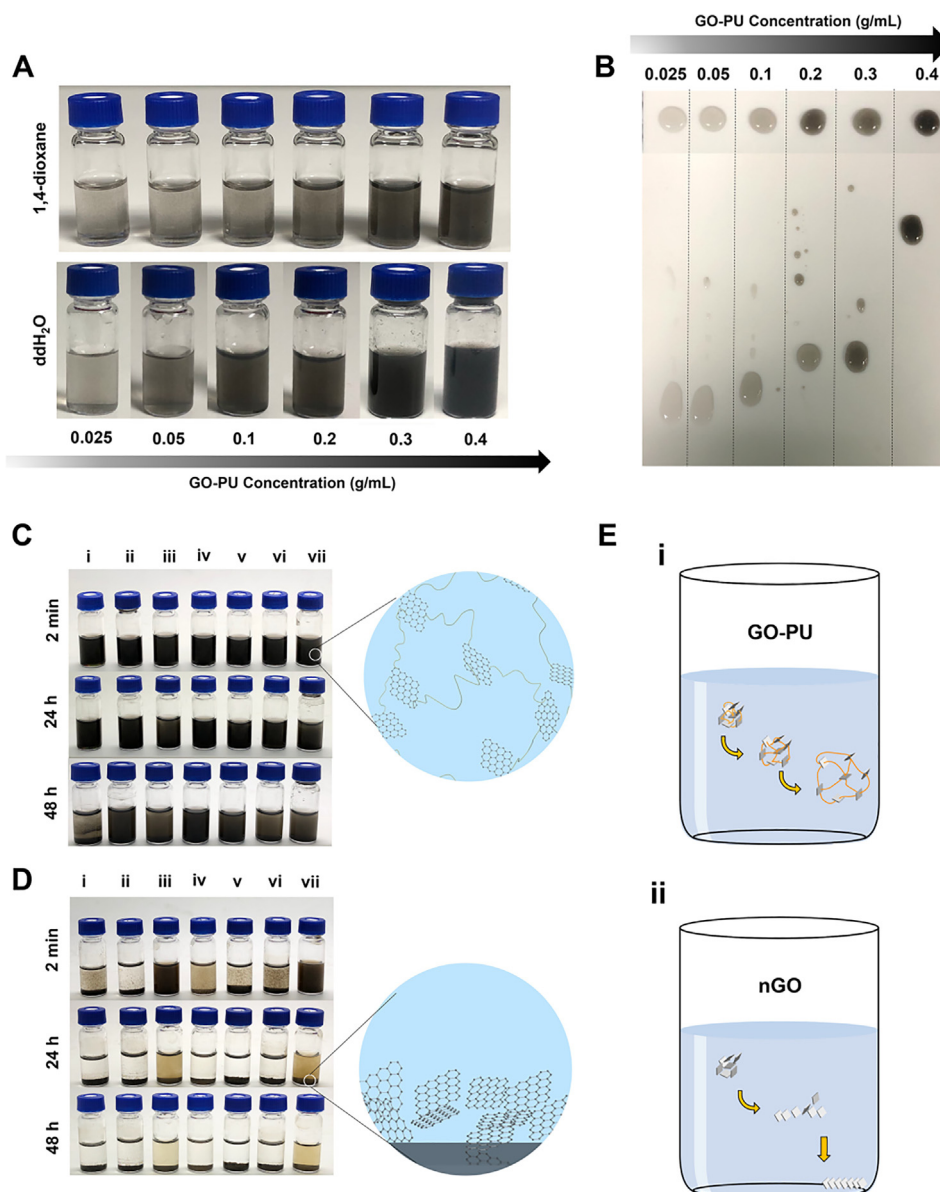 A
1,4-dioxane
ddH₂O
0.025 0.05 0.1 0.2 0.3 0.4
GO-PU Concentration (g/mL)
GO-PU Concentration (g/mL)
B
0.025 0.05 0.1 0.2 0.3 0.4
C
i ii iii iv v vi vii
2 min
24 h
48 h
D
i ii iii iv v vi vii
2 min
24 h
48 h
E
i
GO-PU
ii
nGO